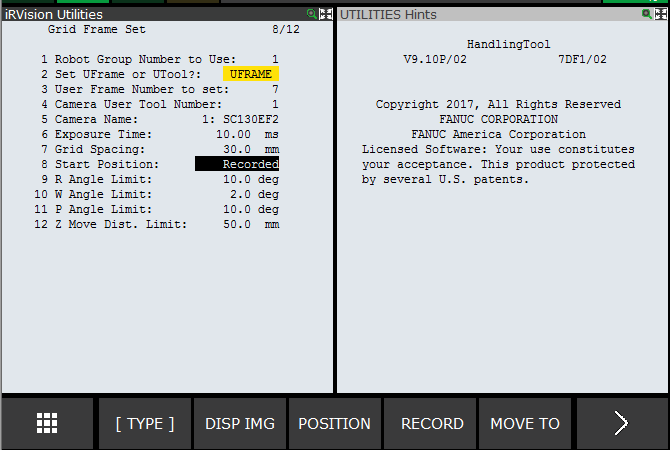 iRVision Utilities
Grid Frame Set 8/12
1 Robot Group Number to Use: 1
2 Set UFrame or UTool?: UFRAME
3 User Frame Number to set: 7
4 Camera User Tool Number: 1
5 Camera Name: 1: SC130EF2
6 Exposure Time: 10.00 ms
7 Grid Spacing: 30.0 mm
8 Start Position: Recorded
9 R Angle Limit: 10.0 deg
10 W Angle Limit: 2.0 deg
11 P Angle Limit: 10.0 deg
12 Z Move Dist. Limit: 50.0 mm
UTILITIES Hints
HandlingTool
V9.10P/02 7DF1/02
Copyright 2017, All Rights Reserved
FANUC CORPORATION
FANUC America Corporation
Licensed Software: Your use constitutes
your acceptance. This product protected
by several U.S. patents.
[ TYPE ] DISP IMG POSITION RECORD MOVE TO